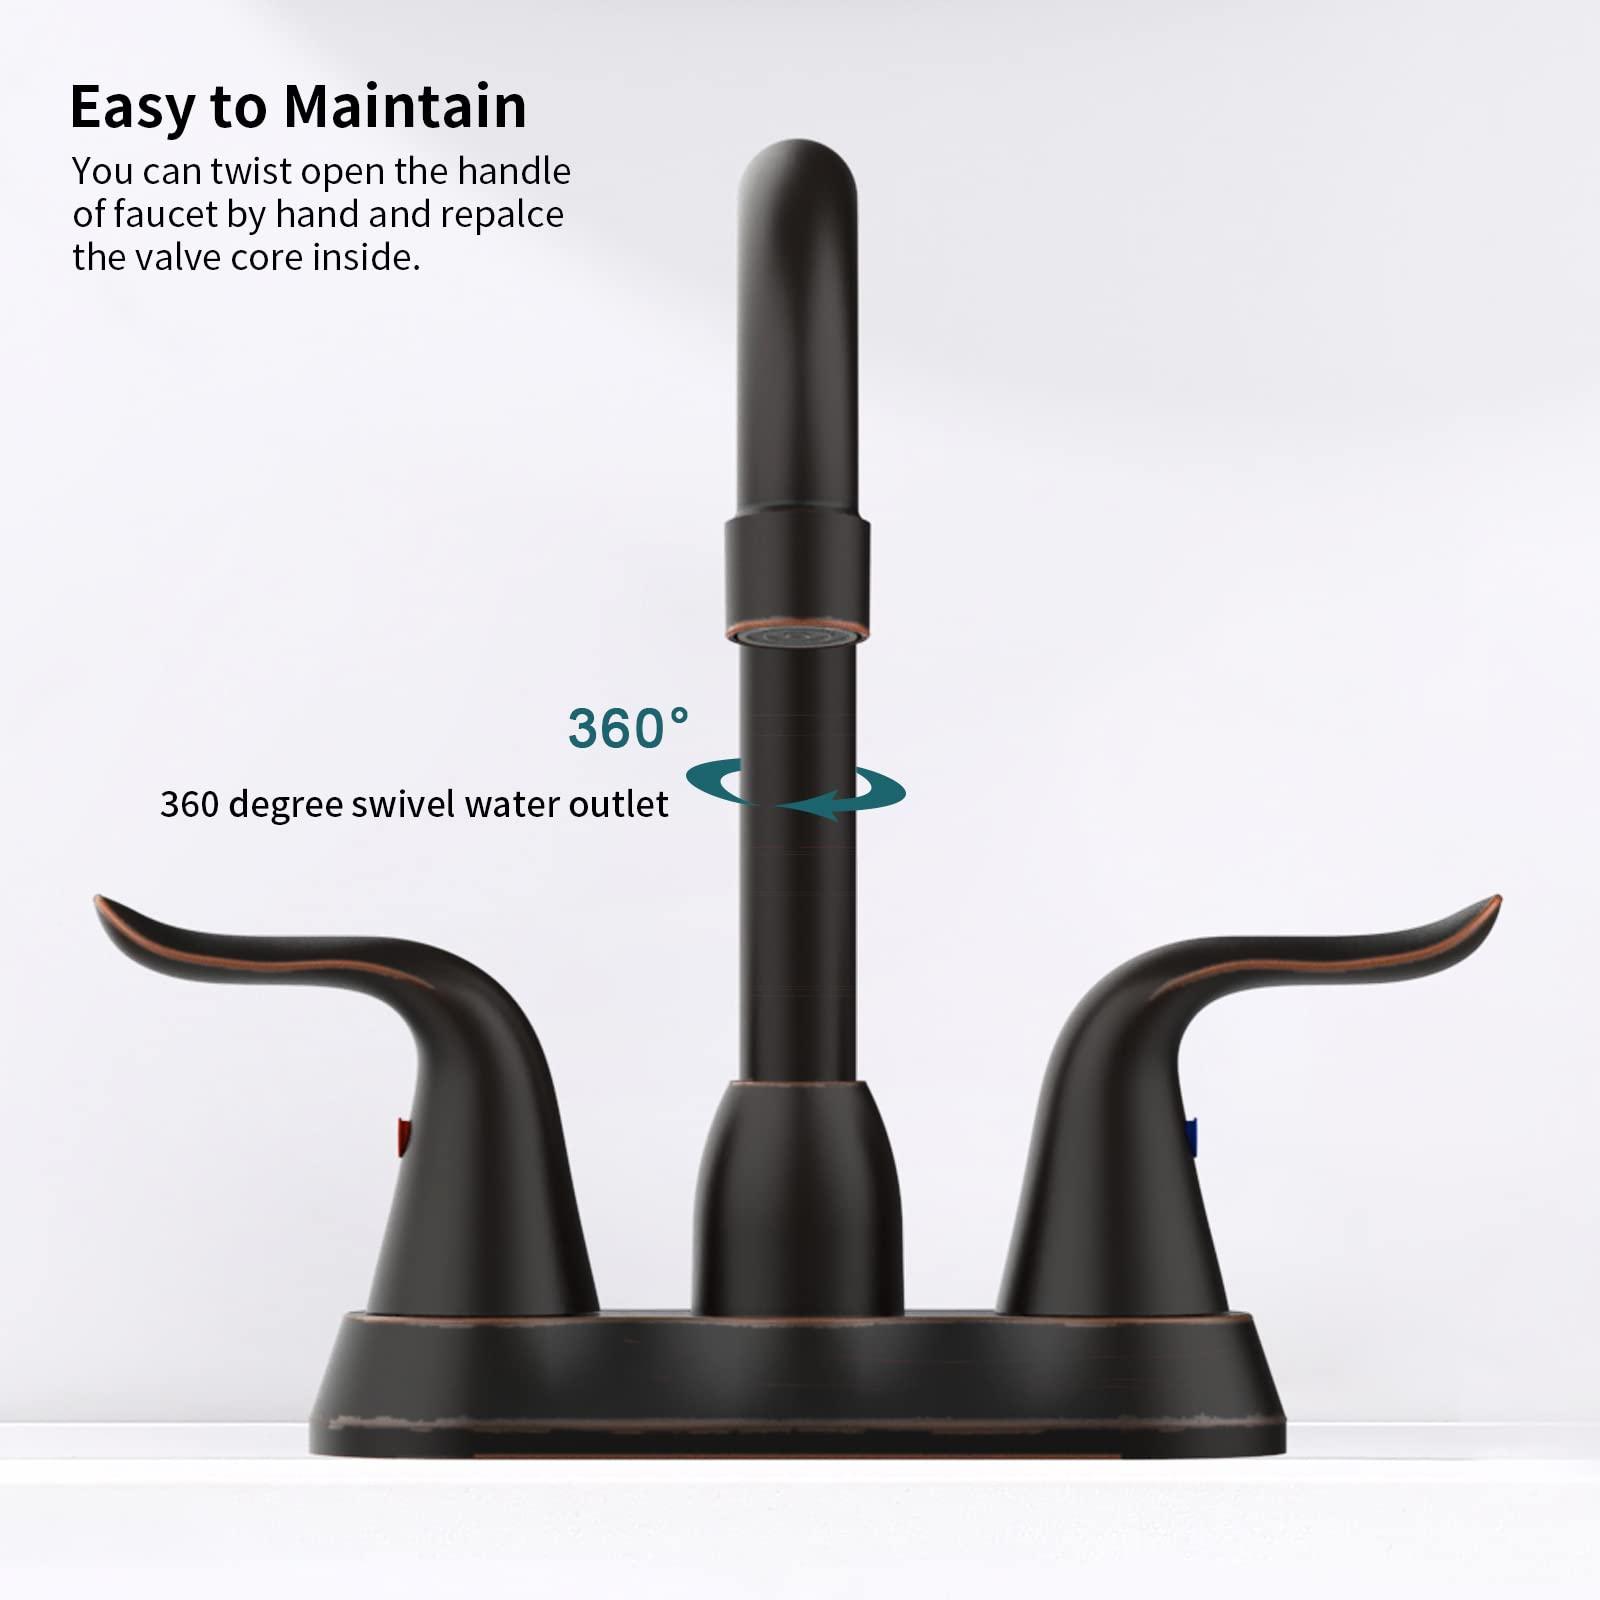 Easy to Maintain
You can twist open the handle
of faucet by hand and repalce
the valve core inside.
360°
360 degree swivel water outlet